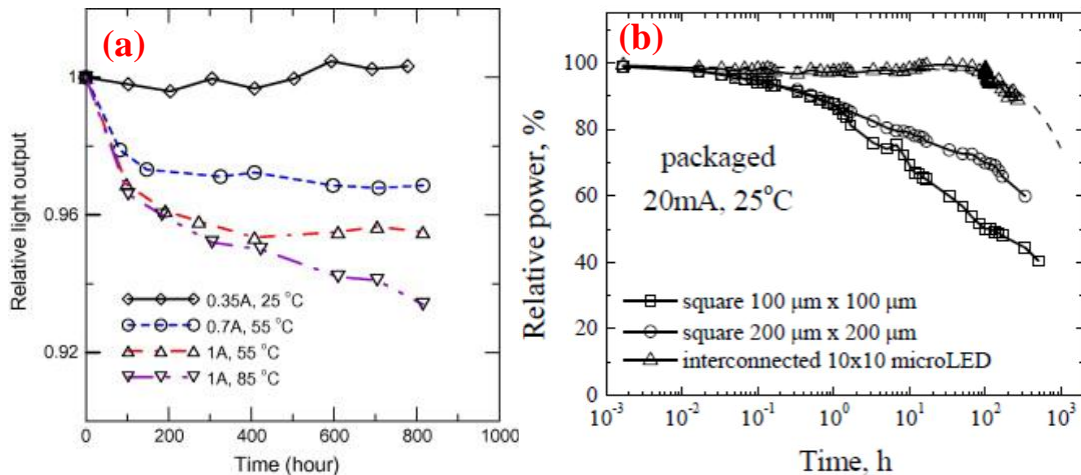 (a)
1
0.96
0.92
Relative light output
0.35A, 25 °C
0.7A, 55 °C
1A, 55 °C
1A, 85 °C
0 200 400 600 800 1000
Time (hour)
(b)
100
80
60
40
20
0
Relative power, %
packaged
20mA, 25°C
square 100 μm x 100 μm
square 200 μm x 200 μm
interconnected 10x10 microLED
10⁻³ 10⁻² 10⁻¹ 10⁰ 10¹ 10² 10³
Time, h